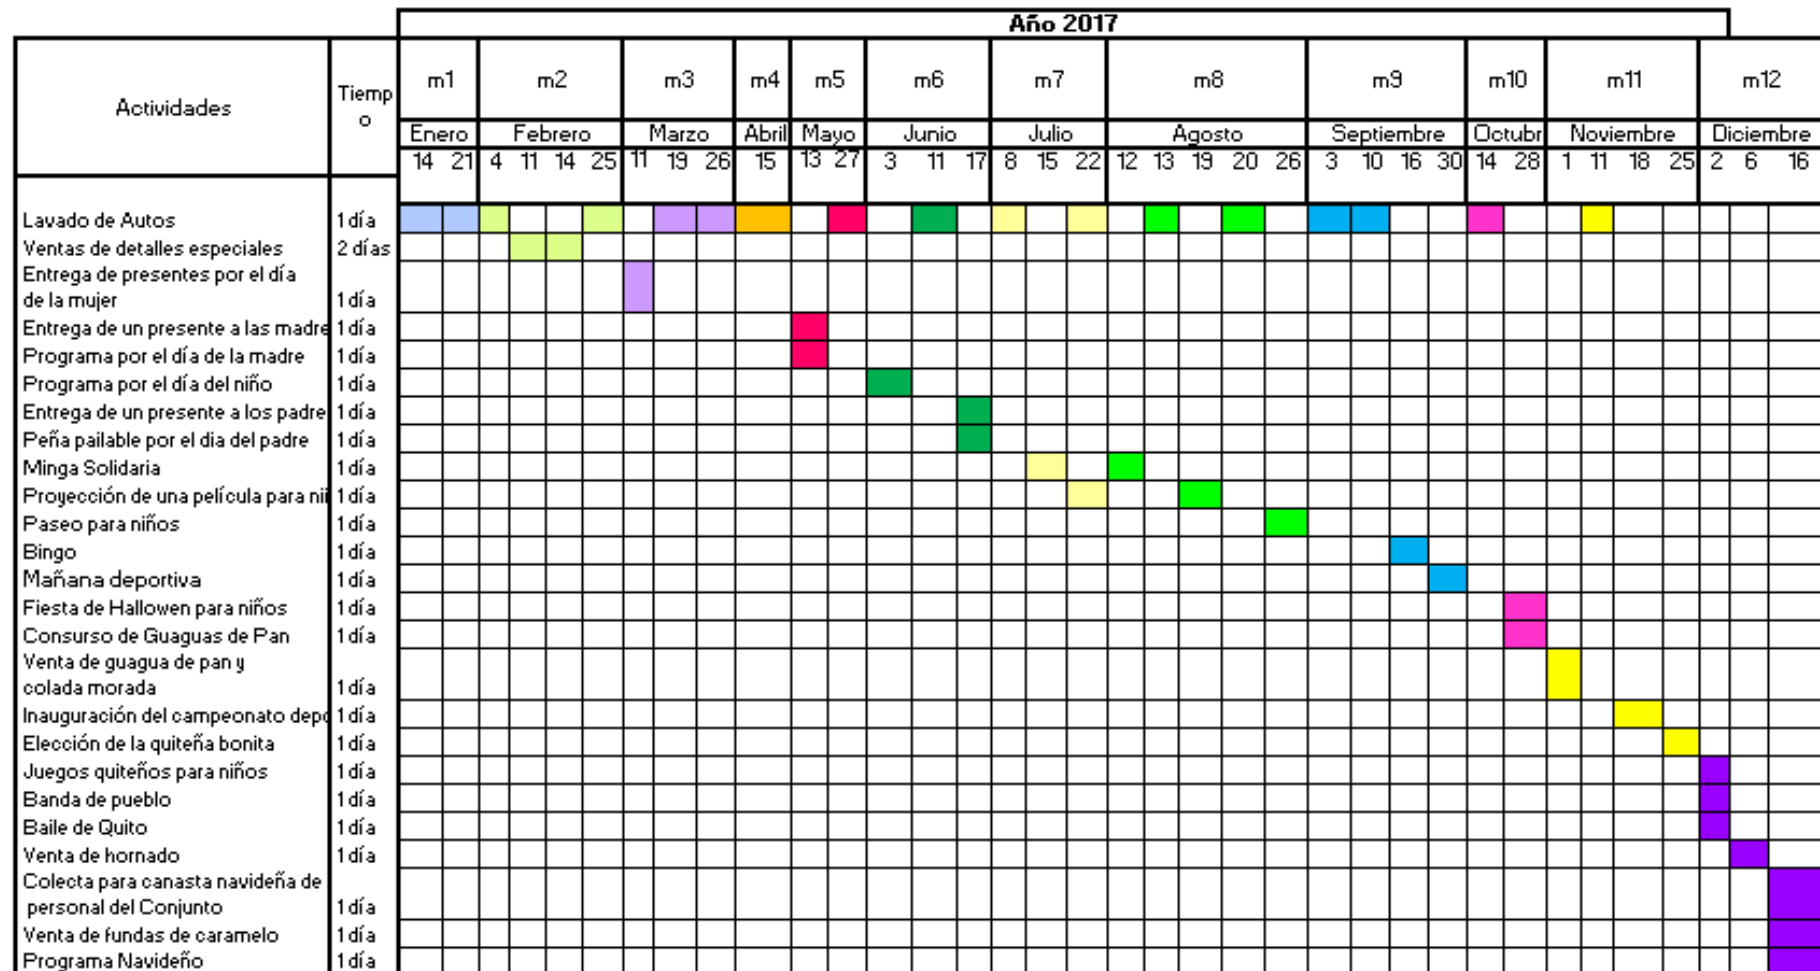 Año 2017
Actividades
Tiemp
o
m1 m2 m3 m4 m5 m6 m7 m8 m9 m10 m11 m12
Enero Febrero Marzo Abril Mayo Junio Julio Agosto Septiembre Octubr Noviembre Diciembre
14 21 4 11 14 25 11 19 26 15 13 27 3 11 17 8 15 22 12 13 19 20 26 3 10 16 30 14 28 1 11 18 25 2 6 16
Lavado de Autos 1 día
Ventas de detalles especiales 2 días
Entrega de presentes por el día
de la mujer 1 día
Entrega de un presente a las madre 1 día
Programa por el día de la madre 1 día
Programa por el día del niño 1 día
Entrega de un presente a los padre 1 día
Peña pailable por el dia del padre 1 día
Minga Solidaria 1 día
Proyección de una película para nii 1 día
Paseo para niños 1 día
Bingo 1 día
Mañana deportiva 1 día
Fiesta de Hallowen para niños 1 día
Consurso de Guaguas de Pan 1 día
Venta de guagua de pan y
colada morada 1 día
Inauguración del campeonato depo 1 día
Elección de la quiteña bonita 1 día
Juegos quiteños para niños 1 día
Banda de pueblo 1 día
Baile de Quito 1 día
Venta de hornado 1 día
Colecta para canasta navideña de
personal del Conjunto 1 día
Venta de fundas de caramelo 1 día
Programa Navideño 1 día